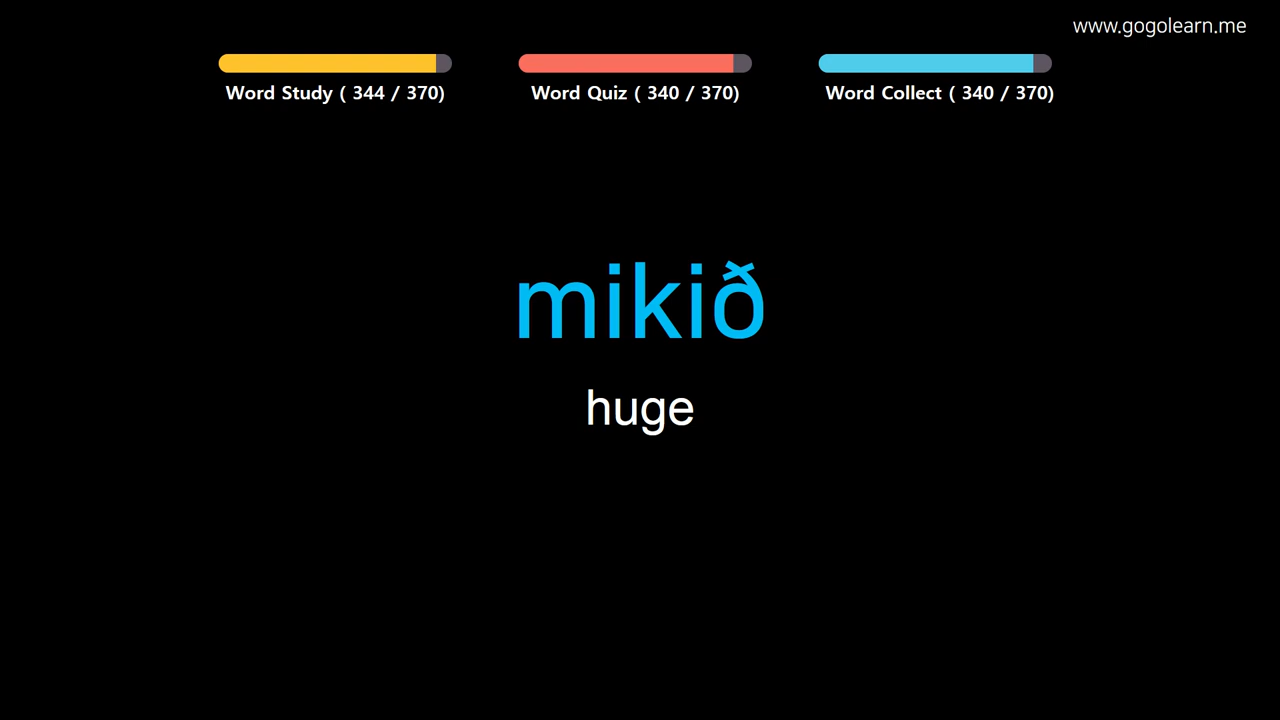 www.gogolearn.me
Word Study ( 344 / 370)
Word Quiz ( 340 / 370)
Word Collect ( 340 / 370)
mikið
huge